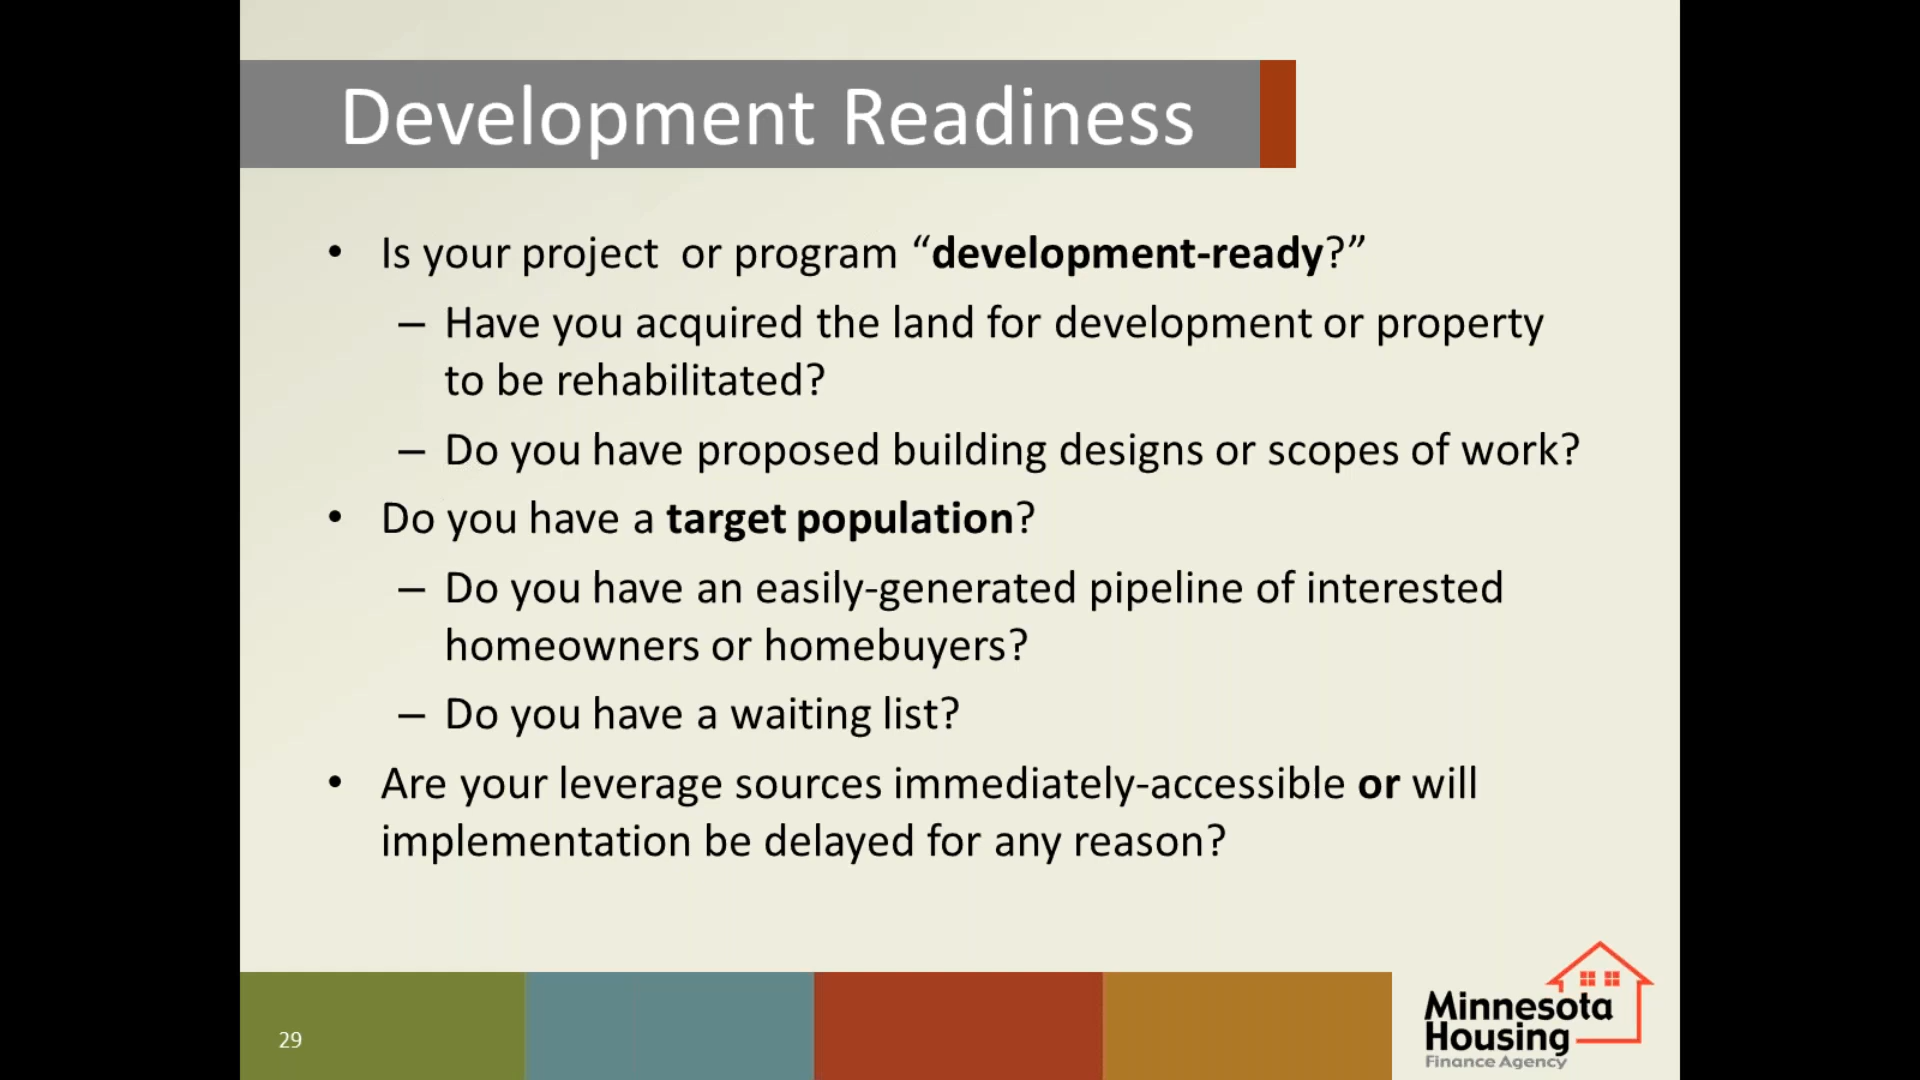 Development Readiness
• Is your project  or program “development-ready?”
– Have you acquired the land for development or property
to be rehabilitated?
– Do you have proposed building designs or scopes of work?
• Do you have a target population?
– Do you have an easily-generated pipeline of interested
homeowners or homebuyers?
– Do you have a waiting list?
• Are your leverage sources immediately-accessible or will
implementation be delayed for any reason?
29
Minnesota
Housing
Finance Agency